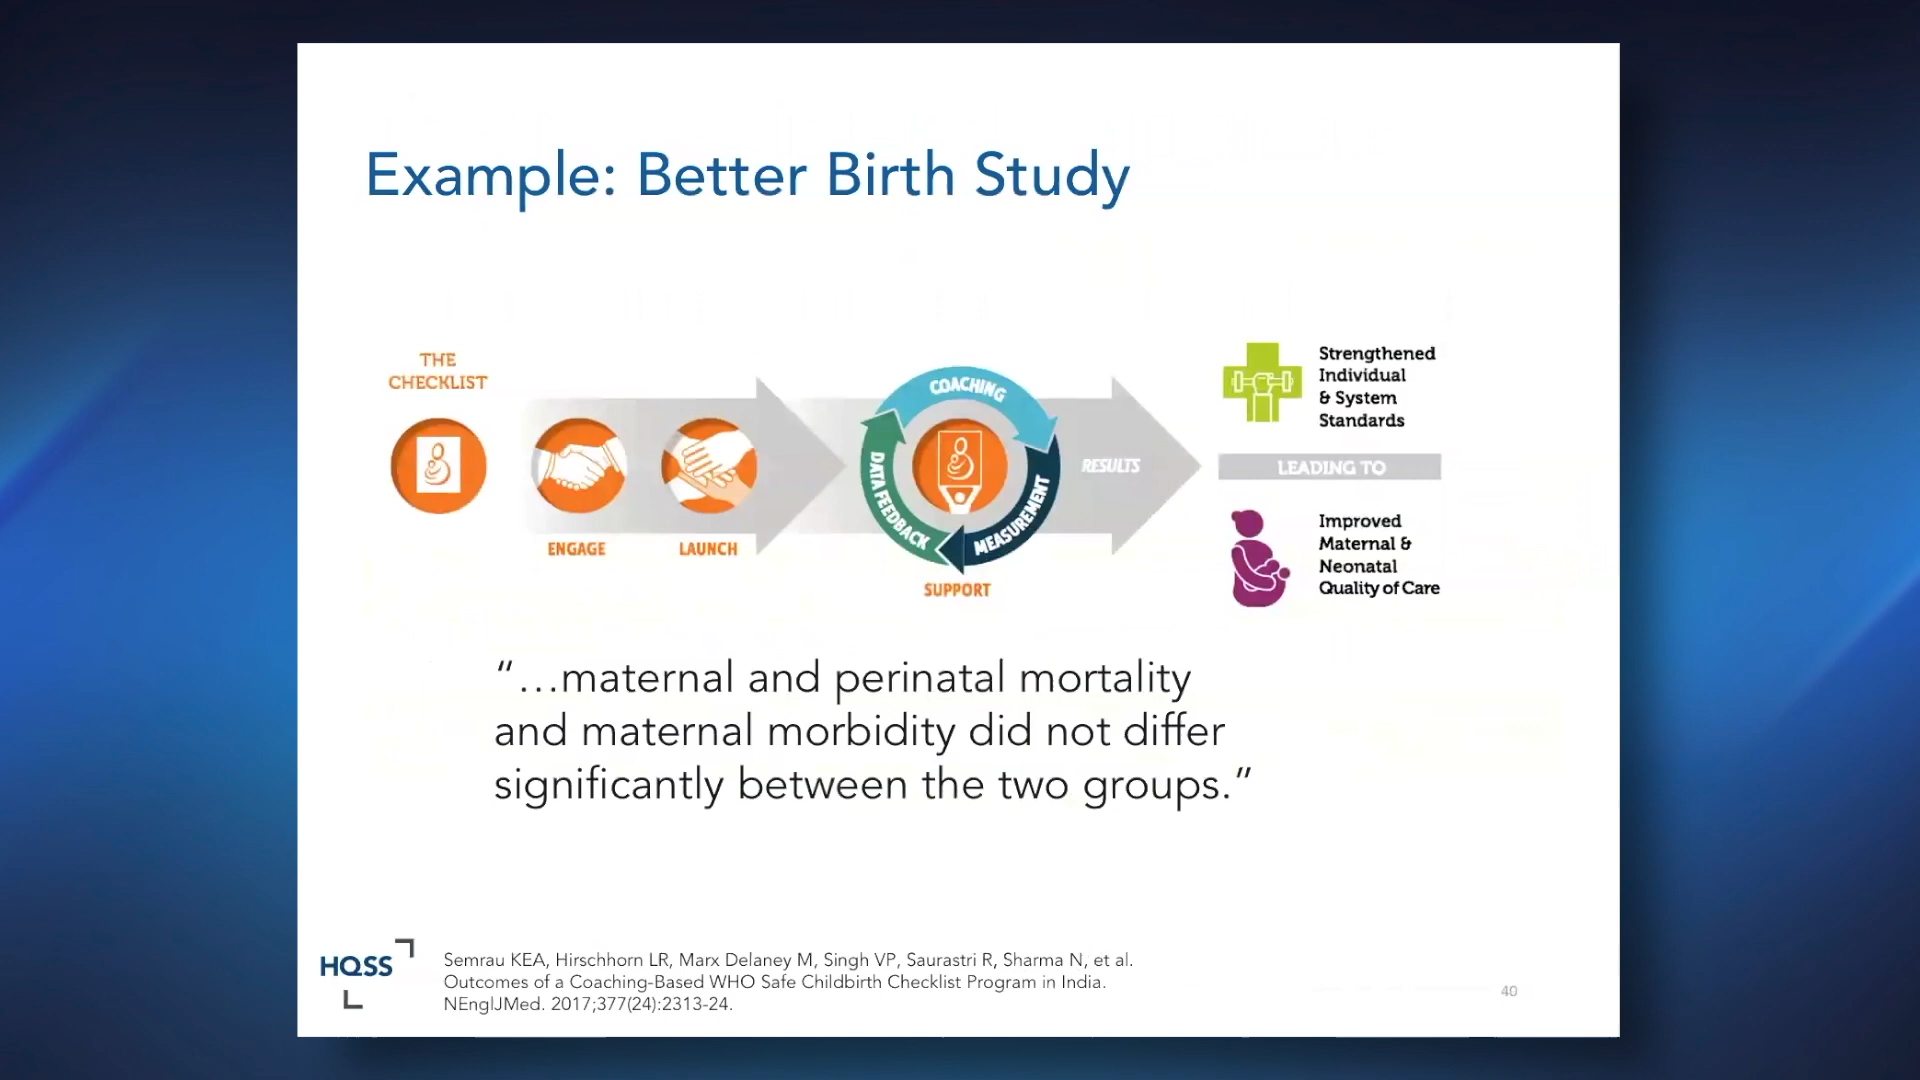 Example: Better Birth Study
THE
CHECKLIST
ENGAGE
LAUNCH
COACHING
MEASUREMENT
DATA FEEDBACK
SUPPORT
RESULTS
Strengthened
Individual
& System
Standards
LEADING TO
Improved
Maternal &
Neonatal
Quality of Care
“…maternal and perinatal mortality
and maternal morbidity did not differ
significantly between the two groups.”
HQSS
Semrau KEA, Hirschhorn LR, Marx Delaney M, Singh VP, Saurastri R, Sharma N, et al.
Outcomes of a Coaching-Based WHO Safe Childbirth Checklist Program in India.
NEnglJMed. 2017;377(24):2313-24.
40